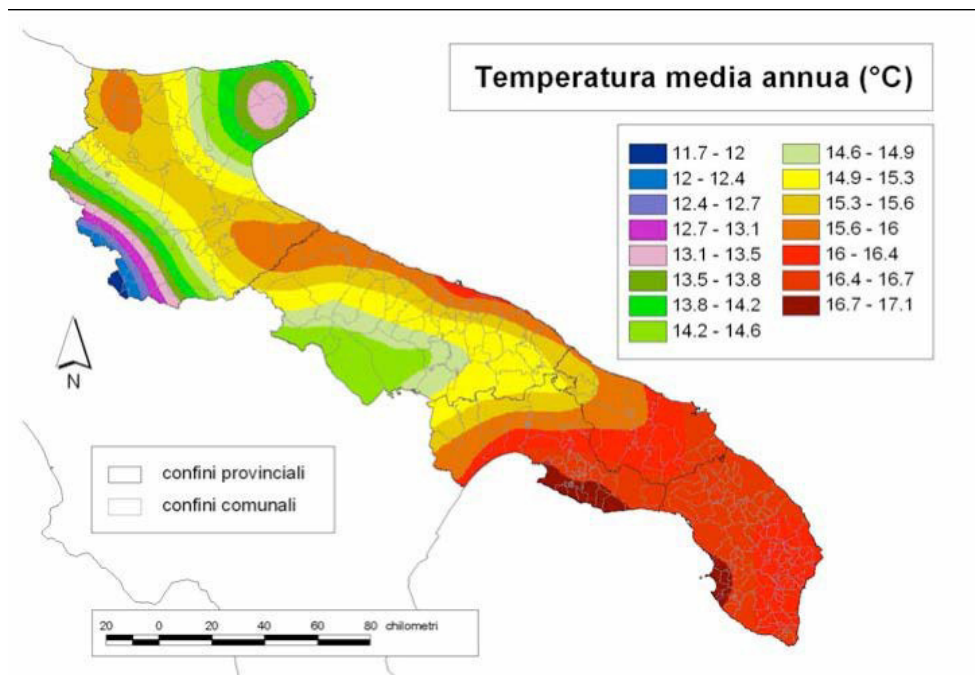 Temperatura media annua (°C)
11.7 - 12
12 - 12.4
12.4 - 12.7
12.7 - 13.1
13.1 - 13.5
13.5 - 13.8
13.8 - 14.2
14.2 - 14.6
14.6 - 14.9
14.9 - 15.3
15.3 - 15.6
15.6 - 16
16 - 16.4
16.4 - 16.7
16.7 - 17.1
N
confini provinciali
confini comunali
20 0 20 40 60 80 chilometri